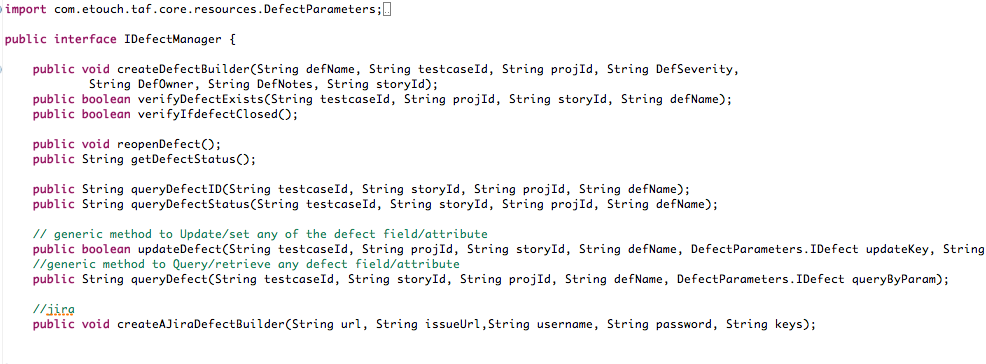 import com.etouch.taf.core.resources.DefectParameters;
public interface IDefectManager {
public void createDefectBuilder(String defName, String testcaseId, String projId, String DefSeverity,
String DefOwner, String DefNotes, String storyId);
public boolean verifyDefectExists(String testcaseId, String projId, String storyId, String defName);
public boolean verifyIfdefectClosed();
public void reopenDefect();
public String getDefectStatus();
public String queryDefectID(String testcaseId, String storyId, String projId, String defName);
public String queryDefectStatus(String testcaseId, String storyId, String projId, String defName);
// generic method to Update/set any of the defect field/attribute
public boolean updateDefect(String testcaseId, String projId, String storyId, String defName, DefectParameters.IDefect updateKey, String
//generic method to Query/retrieve any defect field/attribute
public String queryDefect(String testcaseId, String storyId, String projId, String defName, DefectParameters.IDefect queryByParam);
//jira
public void createAJiraDefectBuilder(String url, String issueUrl,String username, String password, String keys);